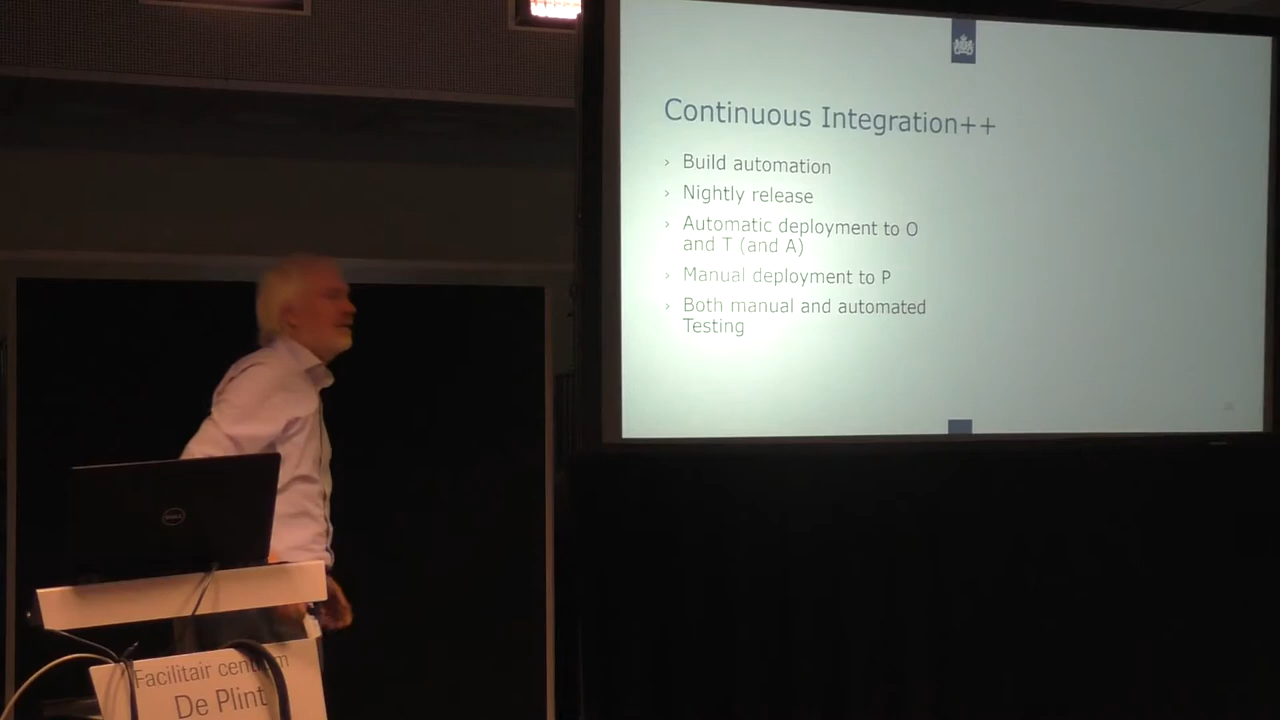 Continuous Integration++
› Build automation
› Nightly release
› Automatic deployment to O
and T (and A)
› Manual deployment to P
› Both manual and automated
Testing
DELL
Facilitair centrum
De Plint